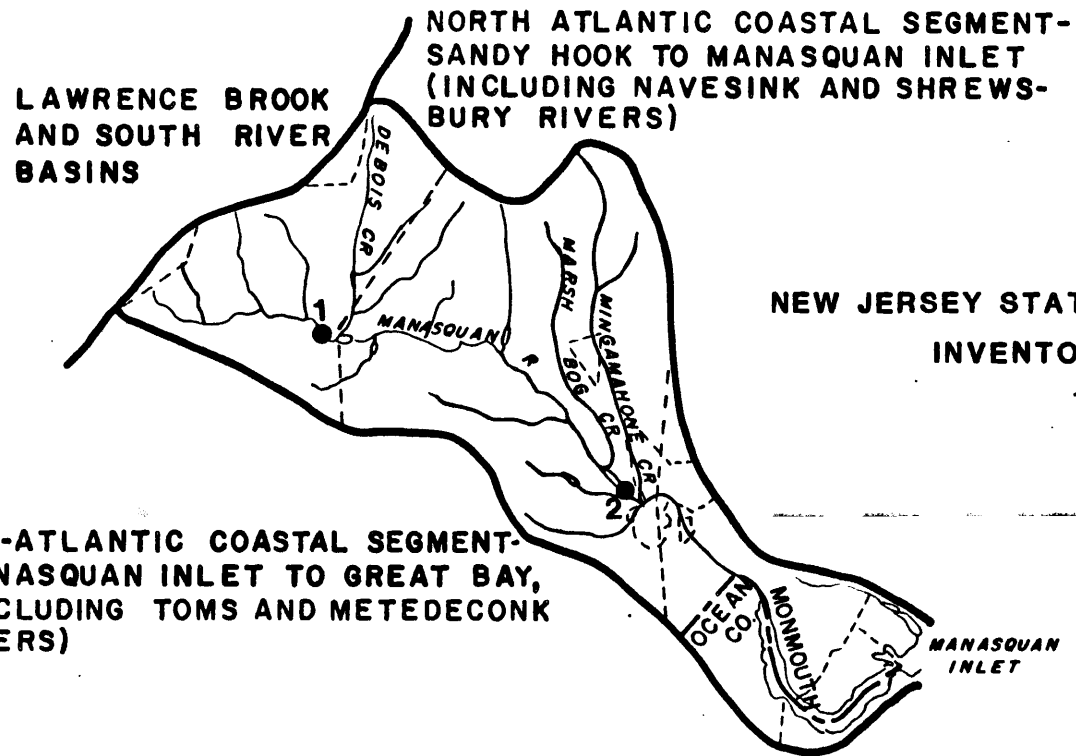 NORTH ATLANTIC COASTAL SEGMENT-
SANDY HOOK TO MANASQUAN INLET
(INCLUDING NAVESINK AND SHREWS-
BURY RIVERS)
LAWRENCE BROOK
AND SOUTH RIVER
BASINS
DEBOIS CR
1
MANASQUAN R
MARSH BOG CR
MINGAMAHONE CR
NEW JERSEY STAT
INVENTO
2
-ATLANTIC COASTAL SEGMENT-
NASQUAN INLET TO GREAT BAY,
CLUDING TOMS AND METEDECONK
ERS)
OCEAN
CO.
MONMOUTH
MANASQUAN
INLET